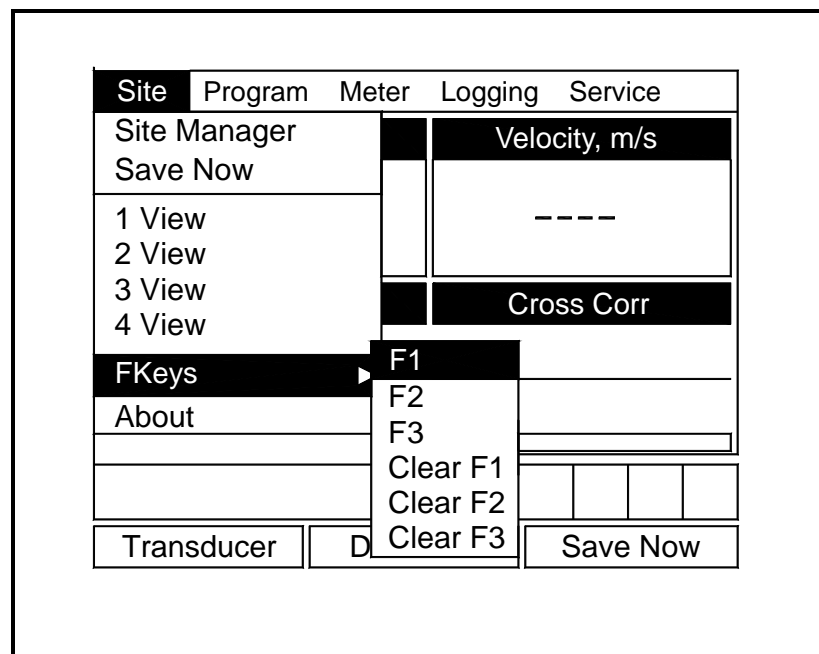 Site Program Meter Logging Service
Site Manager
Save Now
Velocity, m/s
----
1 View
2 View
3 View
4 View
Cross Corr
FKeys
About
F1
F2
F3
Clear F1
Clear F2
Clear F3
Transducer D Save Now